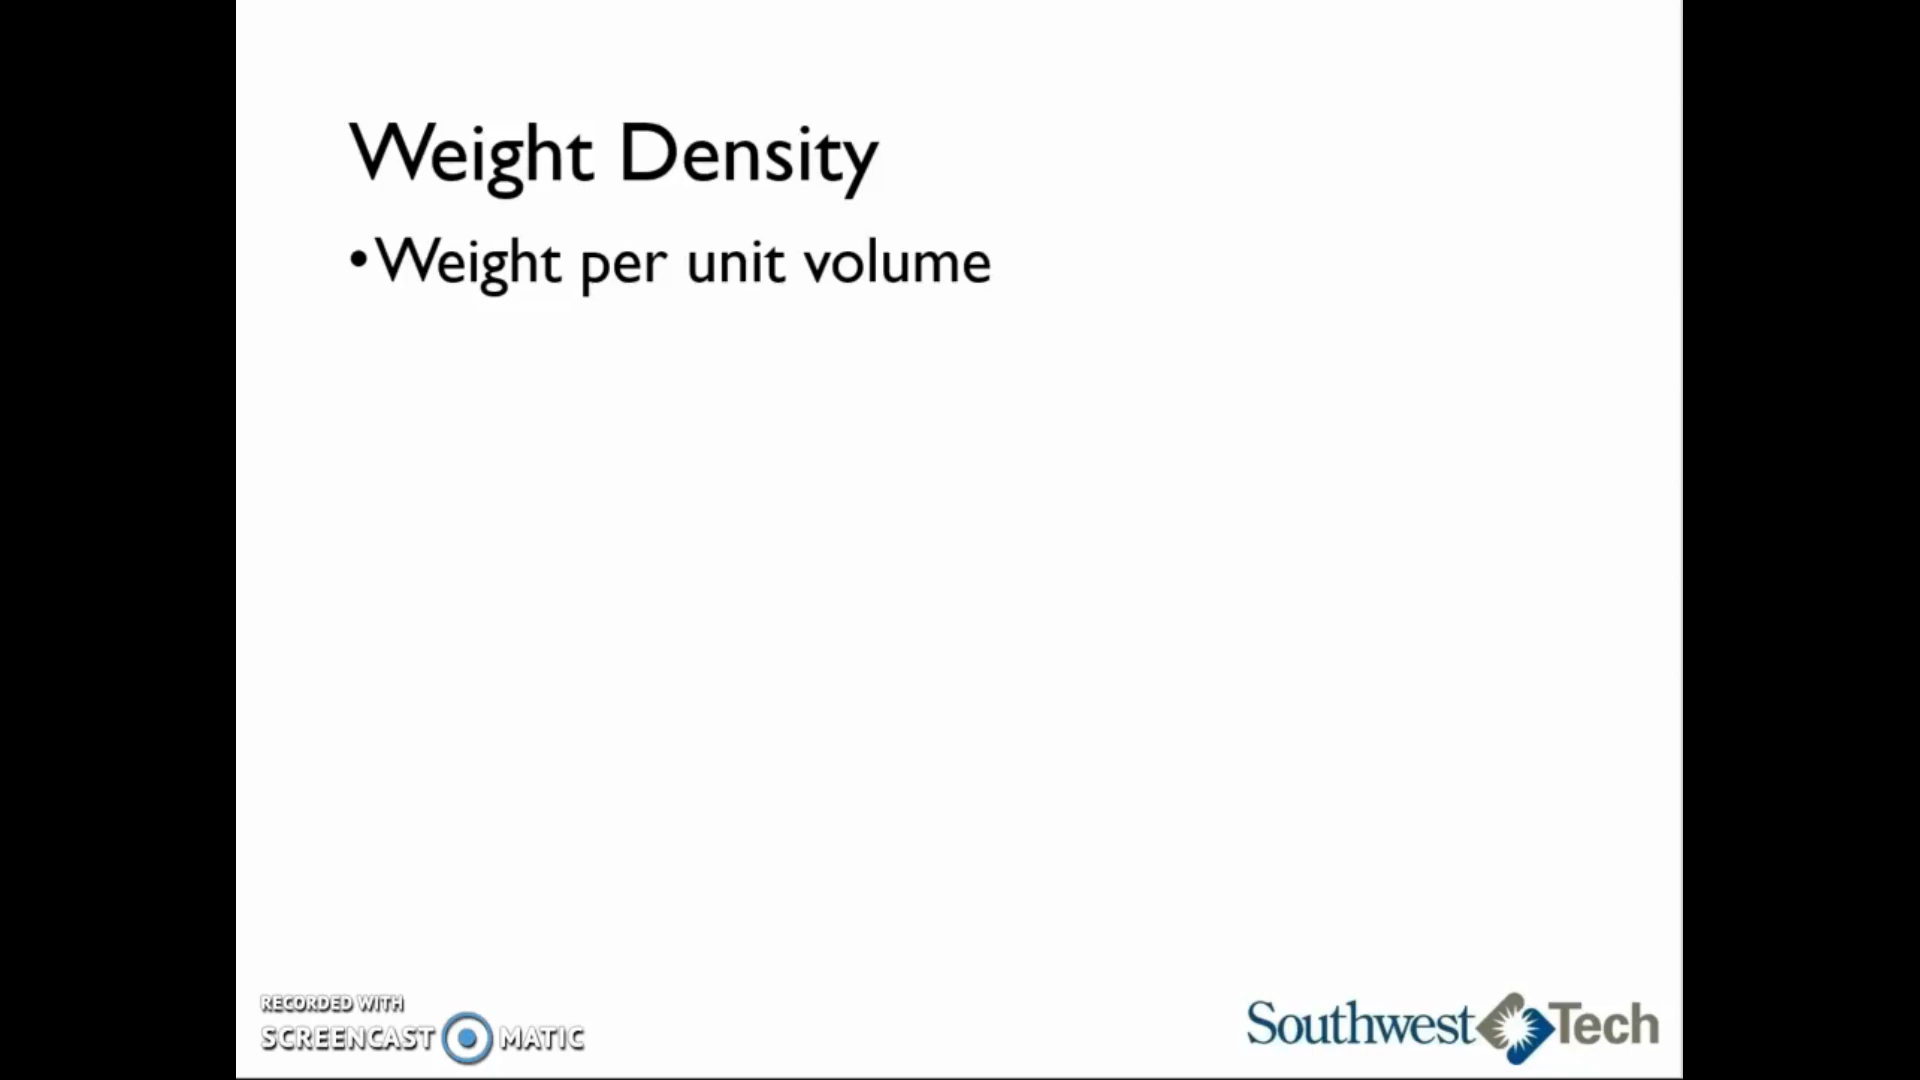 Weight Density
•Weight per unit volume
RECORDED WITH
SCREENCAST MATIC
Southwest Tech